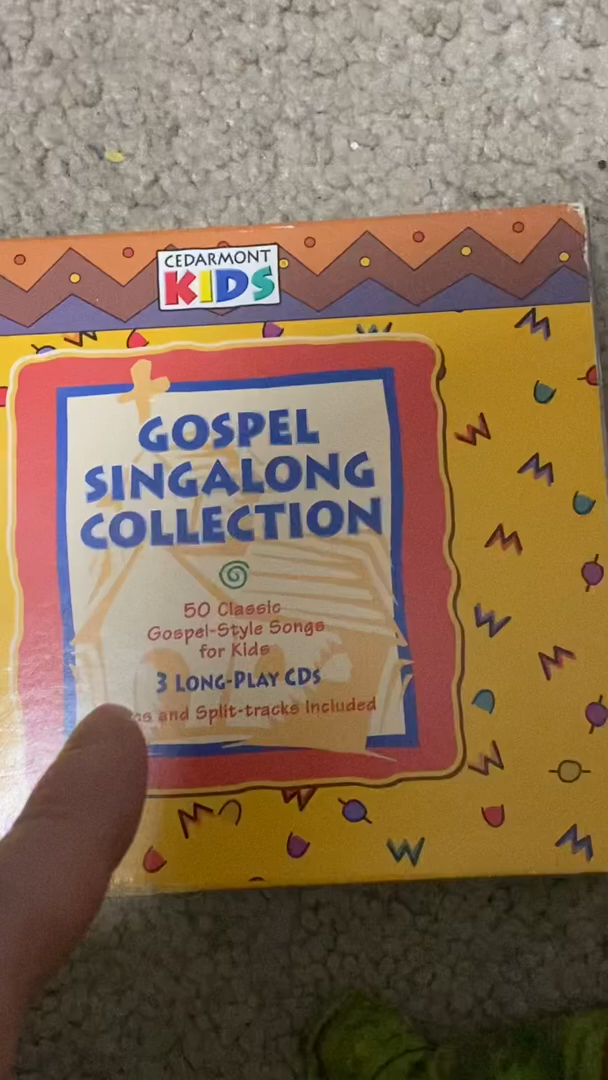 CEDARMONT
KIDS
GOSPEL
SINGALONG
COLLECTION
50 Classic
Gospel-Style Songs
for Kids
3 LONG-PLAY CDs
and Split-tracks Included